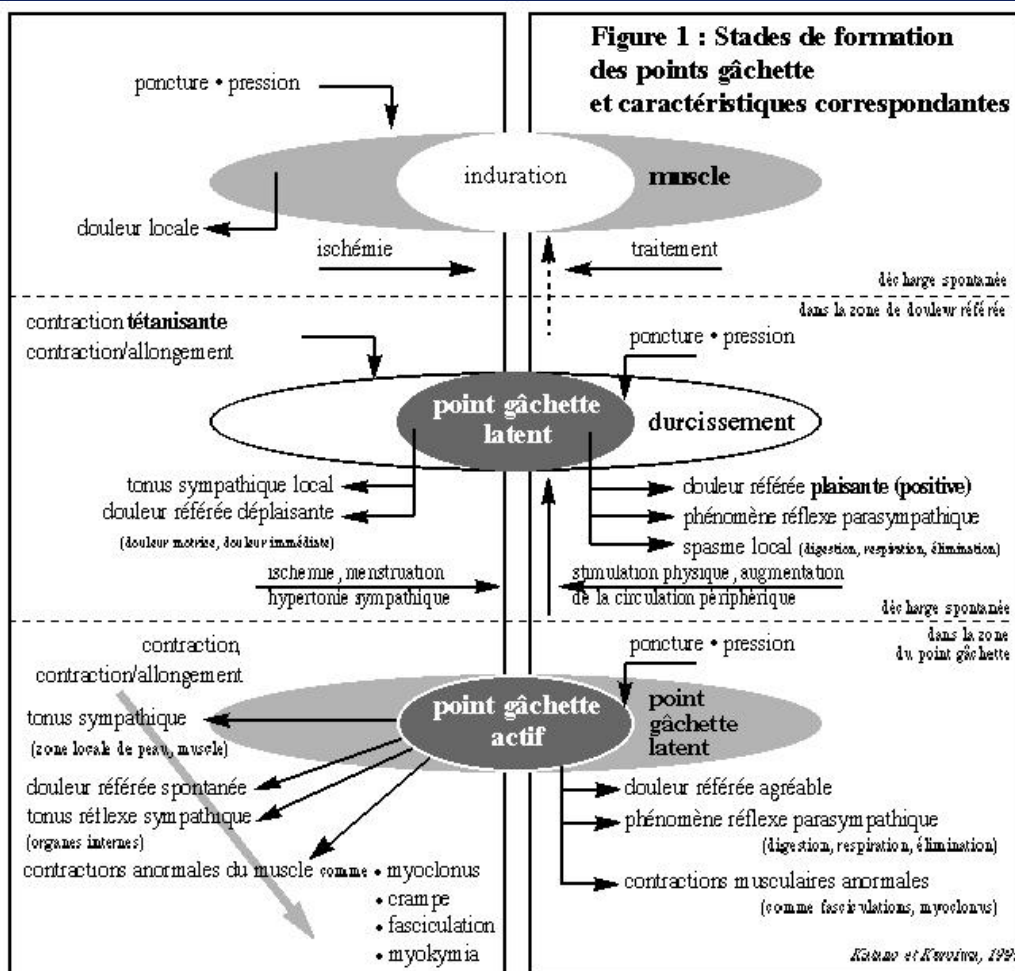 Figure 1 : Stades de formation
des points gâchette
et caractéristiques correspondantes
poncture • pression
induration
muscle
douleur locale
ischémie
traitement
décharge spontanée
dans la zone de douleur référée
contraction tétanisante
contraction/allongement
poncture • pression
point gâchette
latent
durcissement
tonus sympathique local
douleur référée déplaisante
(douleur motrise, douleur immédiate)
douleur référée plaisante (positive)
phénomène réflexe parasympathique
spasme local (digestion, respiration, élimination)
ischemie, menstruation
hypertonie sympathique
stimulation physique, augmentation
de la circulation périphérique
décharge spontanée
dans la zone
du point gâchette
contraction,
contraction/allongement
poncture • pression
point gâchette
actif
point
gâchette
latent
tonus sympathique
(zone locale de peau, muscle)
douleur référée spontanée
tonus réflexe sympathique
(organes internes)
contractions anormales du muscle comme • myoclonus
• crampe
• fasciculation
• myokymia
douleur référée agréable
phénomène réflexe parasympathique
(digestion, respiration, élimination)
contractions musculaires anormales
(comme fasciculations, myoclonus)
et